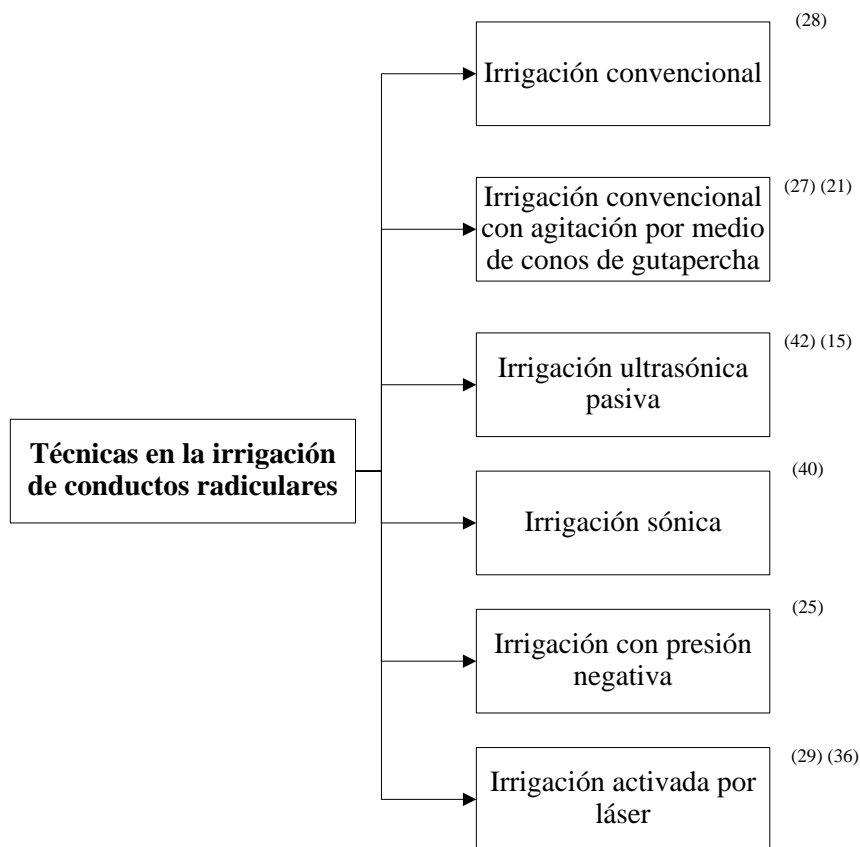 (28)
Irrigación convencional
(27) (21)
Irrigación convencional
con agitación por medio
de conos de gutapercha
(42) (15)
Irrigación ultrasónica
pasiva
Técnicas en la irrigación
de conductos radiculares
(40)
Irrigación sónica
(25)
Irrigación con presión
negativa
(29) (36)
Irrigación activada por
láser